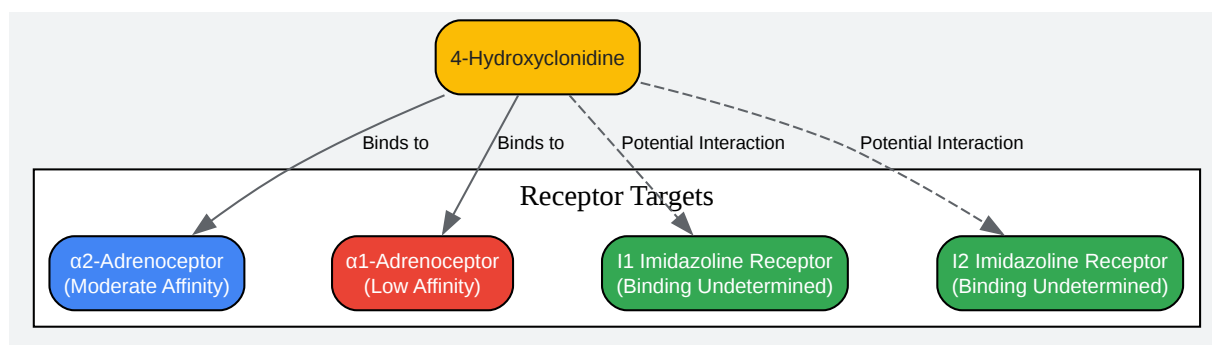 4-Hydroxyclonidine
Binds to
Binds to
Potential Interaction
Potential Interaction
Receptor Targets
α2-Adrenoceptor
(Moderate Affinity)
α1-Adrenoceptor
(Low Affinity)
I1 Imidazoline Receptor
(Binding Undetermined)
I2 Imidazoline Receptor
(Binding Undetermined)